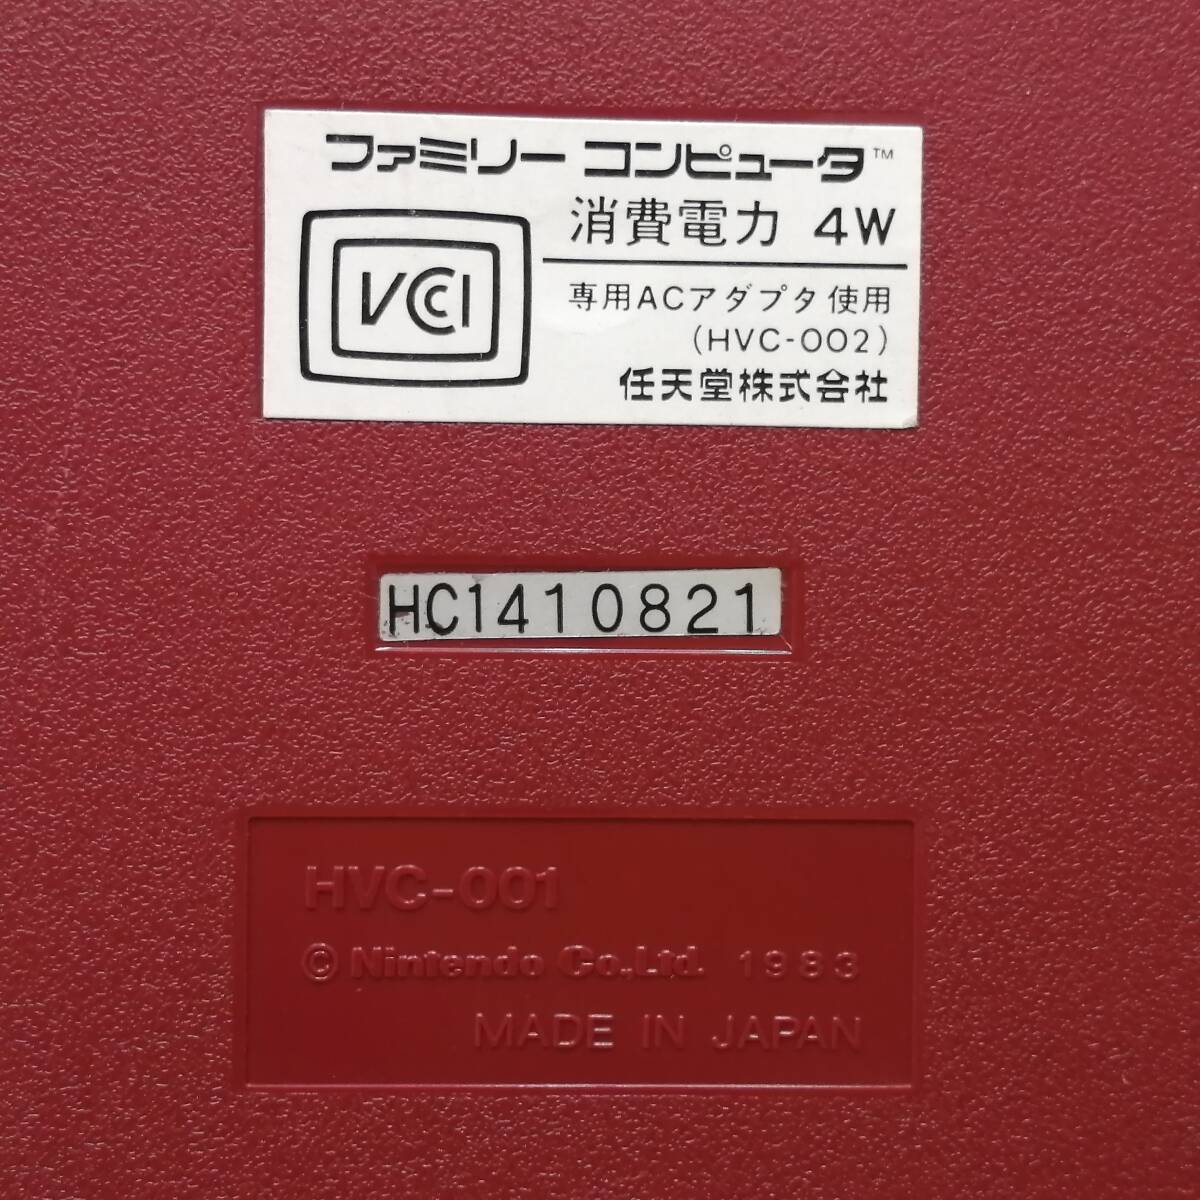 ファミリー コンピュータ™
消費電力 4W
VCCI
専用ACアダプタ使用
(HVC-002)
任天堂株式会社
HC1410821
HVC-001
© Nintendo Co.,Ltd. 1983
MADE IN JAPAN